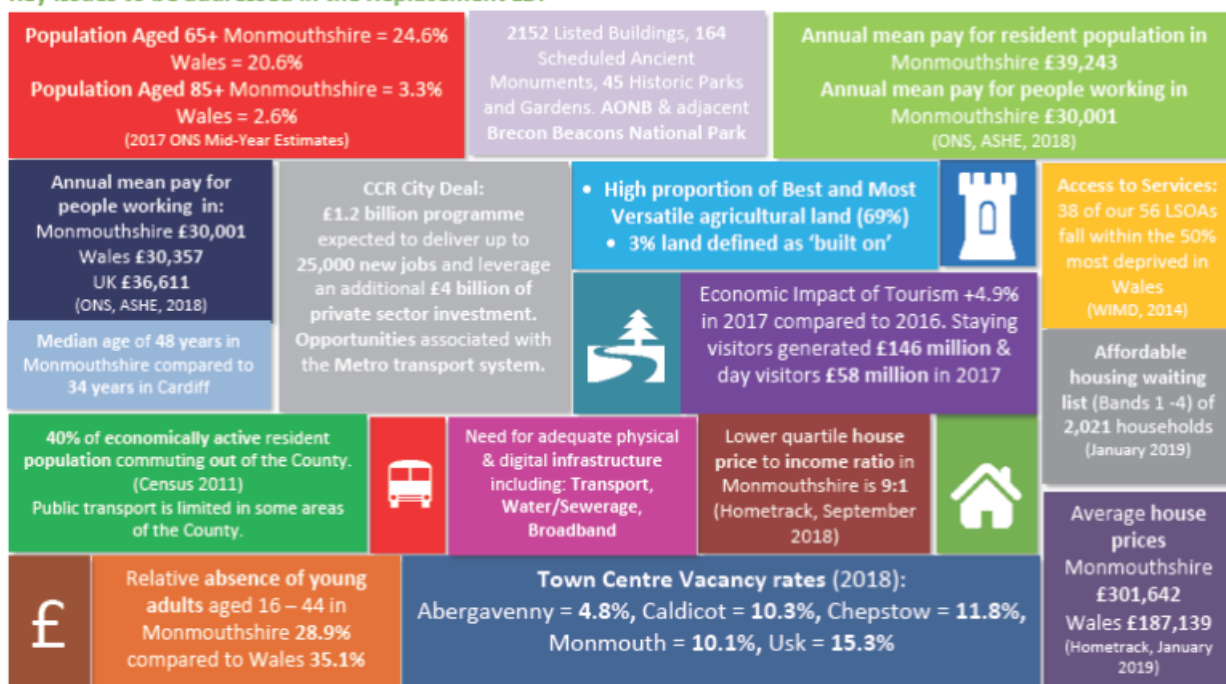 Key issues to be addressed in the Replacement LDP
Population Aged 65+ Monmouthshire = 24.6%
Wales = 20.6%
Population Aged 85+ Monmouthshire = 3.3%
Wales = 2.6%
(2017 ONS Mid-Year Estimates)
2152 Listed Buildings, 164
Scheduled Ancient
Monuments, 45 Historic Parks
and Gardens. AONB & adjacent
Brecon Beacons National Park
Annual mean pay for resident population in
Monmouthshire £39,243
Annual mean pay for people working in
Monmouthshire £30,001
(ONS, ASHE, 2018)
Annual mean pay for
people working in:
Monmouthshire £30,001
Wales £30,357
UK £36,611
(ONS, ASHE, 2018)
CCR City Deal:
£1.2 billion programme
expected to deliver up to
25,000 new jobs and leverage
an additional £4 billion of
private sector investment.
Opportunities associated with
the Metro transport system.
• High proportion of Best and Most
Versatile agricultural land (69%)
• 3% land defined as ‘built on’
Access to Services:
38 of our 56 LSOAs
fall within the 50%
most deprived in
Wales
(WIMD, 2014)
Economic Impact of Tourism +4.9%
in 2017 compared to 2016. Staying
visitors generated £146 million &
day visitors £58 million in 2017
Median age of 48 years in
Monmouthshire compared to
34 years in Cardiff
Affordable
housing waiting
list (Bands 1 -4) of
2,021 households
(January 2019)
40% of economically active resident
population commuting out of the County.
(Census 2011)
Public transport is limited in some areas
of the County.
Need for adequate physical
& digital infrastructure
including: Transport,
Water/Sewerage,
Broadband
Lower quartile house
price to income ratio in
Monmouthshire is 9:1
(Hometrack, September
2018)
Average house
prices
Monmouthshire
£301,642
Wales £187,139
(Hometrack, January
2019)
£
Relative absence of young
adults aged 16 – 44 in
Monmouthshire 28.9%
compared to Wales 35.1%
Town Centre Vacancy rates (2018):
Abergavenny = 4.8%, Caldicot = 10.3%, Chepstow = 11.8%,
Monmouth = 10.1%, Usk = 15.3%